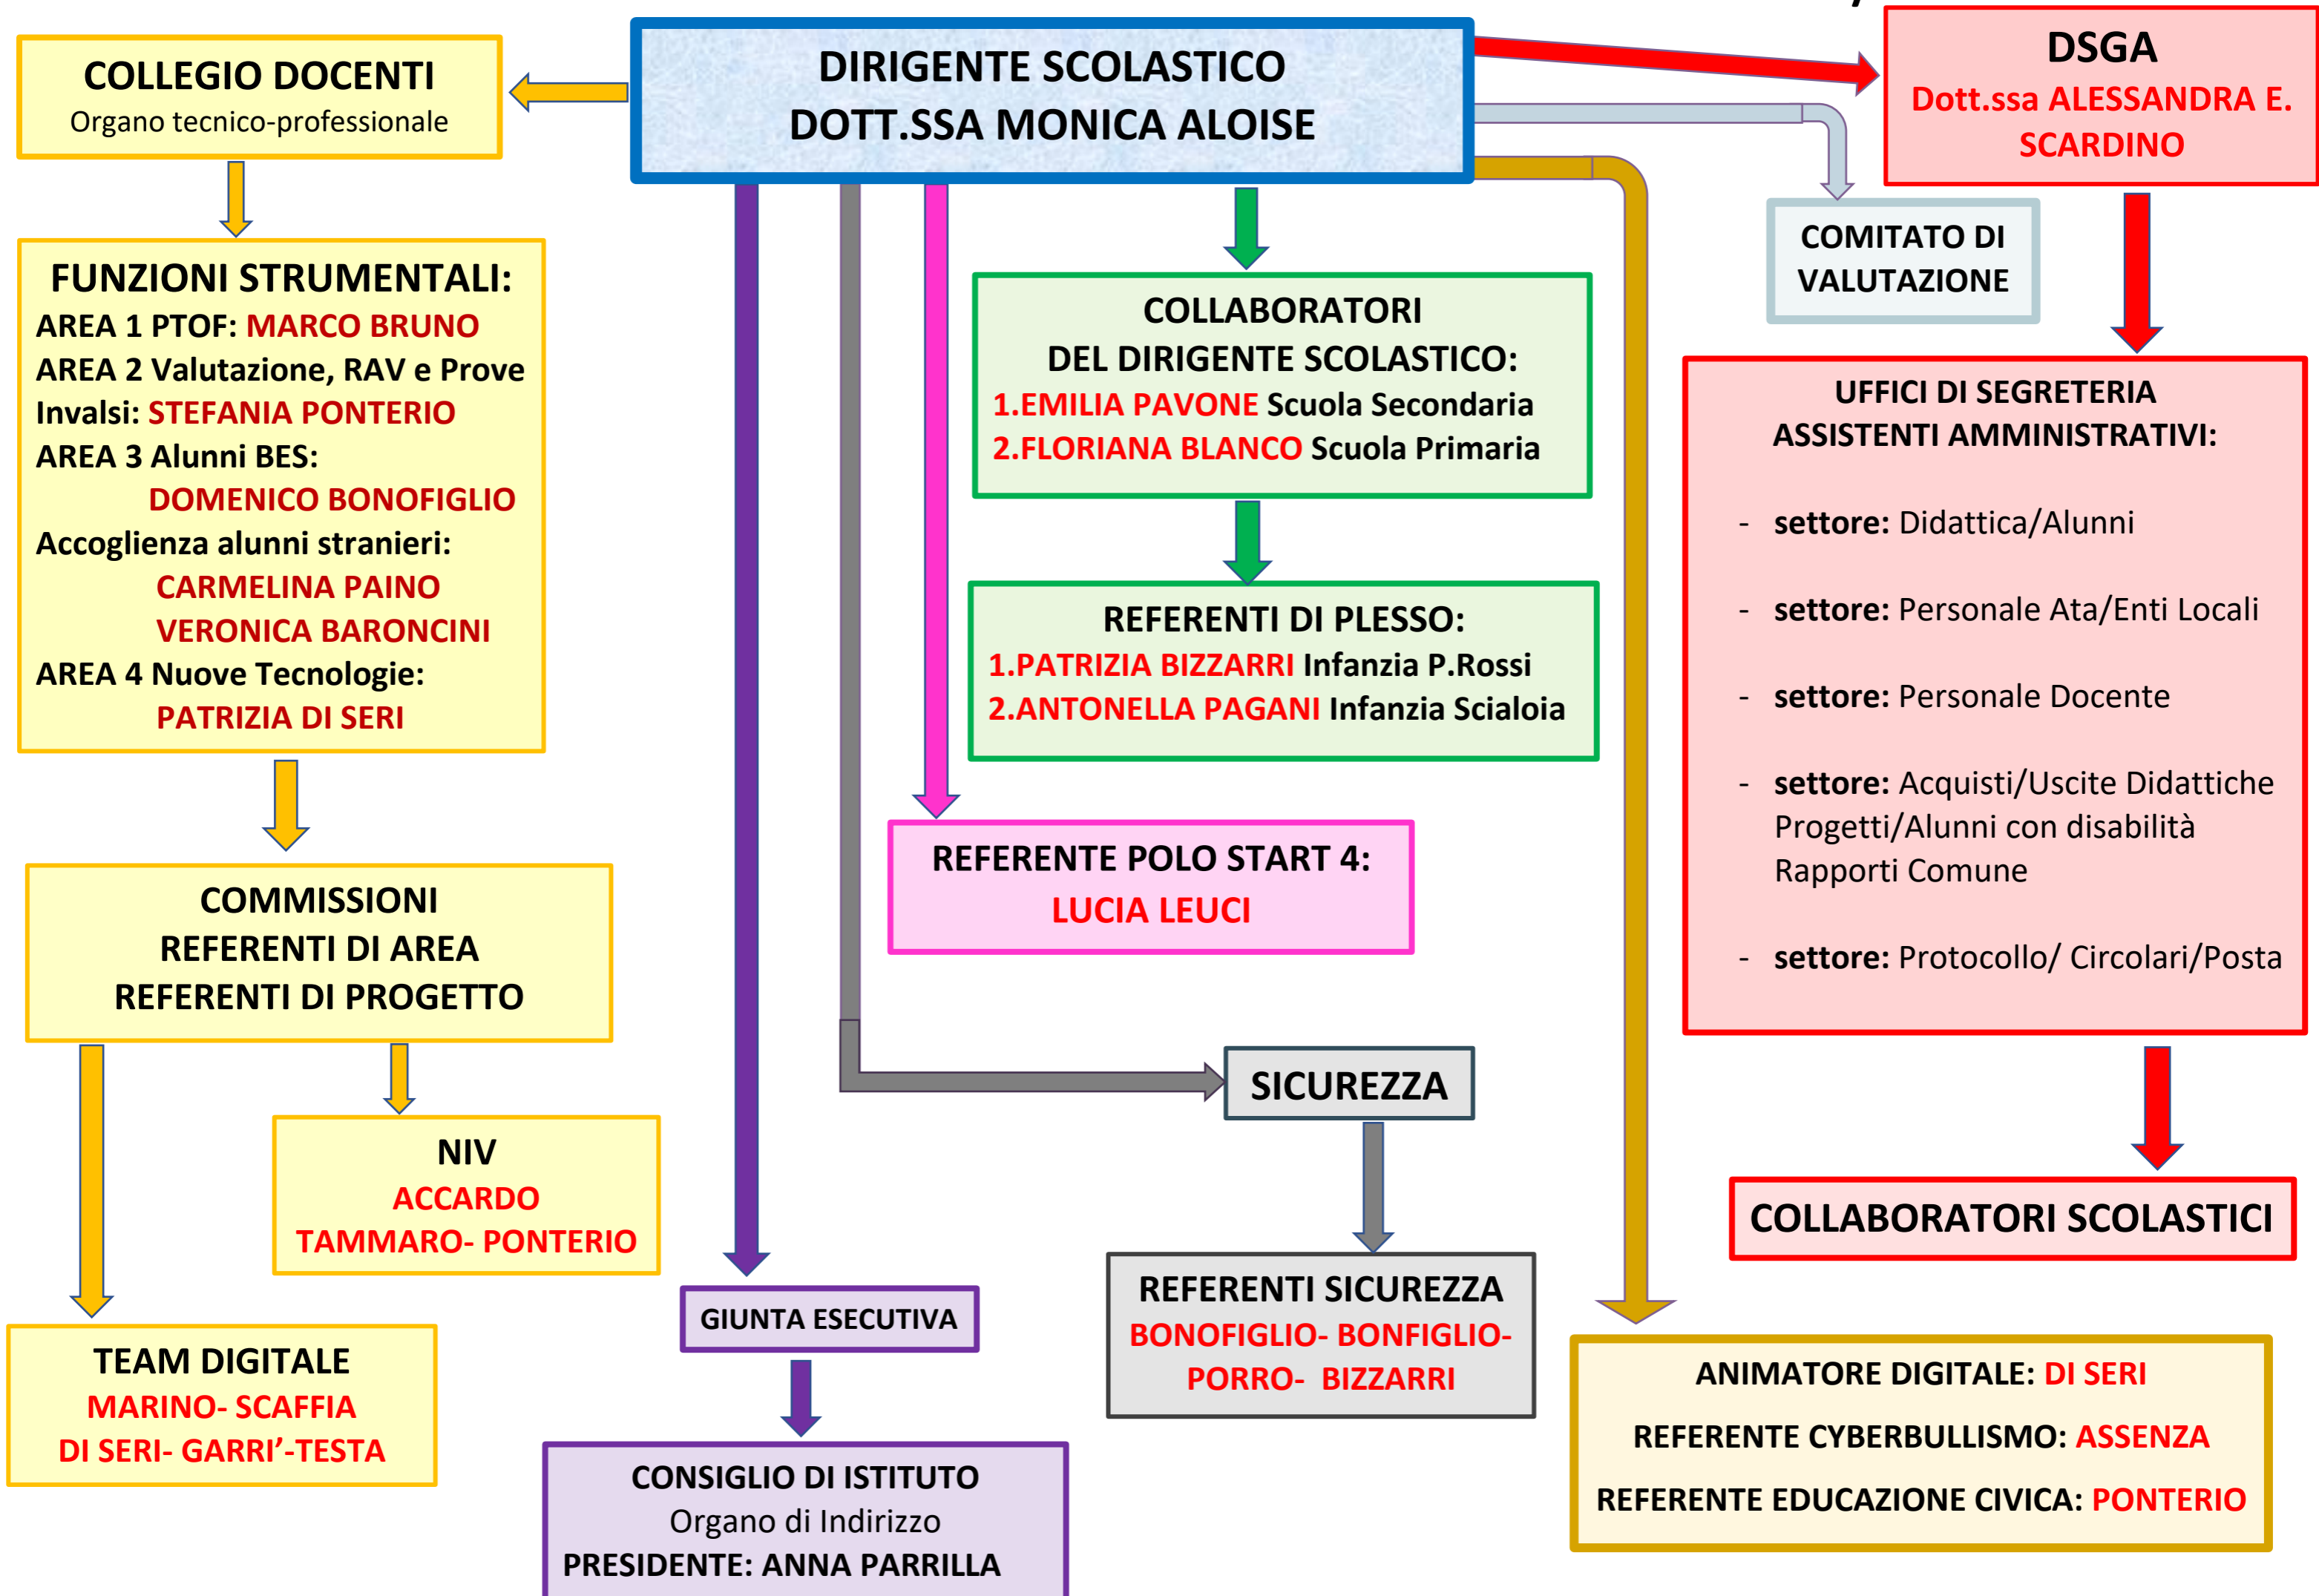 COLLEGIO DOCENTI
Organo tecnico-professionale
DIRIGENTE SCOLASTICO
DOTT.SSA MONICA ALOISE
DSGA
Dott.ssa ALESSANDRA E.
SCARDINO
COMITATO DI
VALUTAZIONE
FUNZIONI STRUMENTALI:
AREA 1 PTOF: MARCO BRUNO
AREA 2 Valutazione, RAV e Prove
Invalsi: STEFANIA PONTERIO
AREA 3 Alunni BES:
DOMENICO BONOFIGLIO
Accoglienza alunni stranieri:
CARMELINA PAINO
VERONICA BARONCINI
AREA 4 Nuove Tecnologie:
PATRIZIA DI SERI
COLLABORATORI
DEL DIRIGENTE SCOLASTICO:
1.EMILIA PAVONE Scuola Secondaria
2.FLORIANA BLANCO Scuola Primaria
REFERENTI DI PLESSO:
1.PATRIZIA BIZZARRI Infanzia P.Rossi
2.ANTONELLA PAGANI Infanzia Scialoia
UFFICI DI SEGRETERIA
ASSISTENTI AMMINISTRATIVI:
- settore: Didattica/Alunni
- settore: Personale Ata/Enti Locali
- settore: Personale Docente
- settore: Acquisti/Uscite Didattiche
Progetti/Alunni con disabilità
Rapporti Comune
- settore: Protocollo/ Circolari/Posta
REFERENTE POLO START 4:
LUCIA LEUCI
COMMISSIONI
REFERENTI DI AREA
REFERENTI DI PROGETTO
SICUREZZA
NIV
ACCARDO
TAMMARO- PONTERIO
COLLABORATORI SCOLASTICI
REFERENTI SICUREZZA
BONOFIGLIO- BONFIGLIO-
PORRO- BIZZARRI
GIUNTA ESECUTIVA
TEAM DIGITALE
MARINO- SCAFFIA
DI SERI- GARRI’-TESTA
ANIMATORE DIGITALE: DI SERI
REFERENTE CYBERBULLISMO: ASSENZA
REFERENTE EDUCAZIONE CIVICA: PONTERIO
CONSIGLIO DI ISTITUTO
Organo di Indirizzo
PRESIDENTE: ANNA PARRILLA